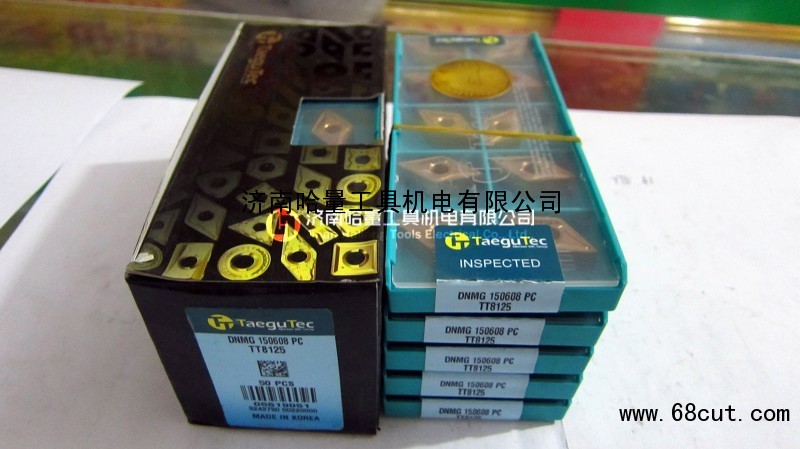 TaeguTec
济南哈量工具机电有限公司
济南哈量工具机电有限公司
Tools Electrical Co., Ltd
TaeguTec
INSPECTED
DNMG 150608 PC
TT8125
DNMG 150608 PC
TT8125
DNMG 150608 PC
TT8125
DNMG 150608 PC
TT8125
DNMG 150608 PC
TT8125
TaeguTec
DNMG 150608 PC
TT8125
50 PCS
MADE IN KOREA
www.68cut.com